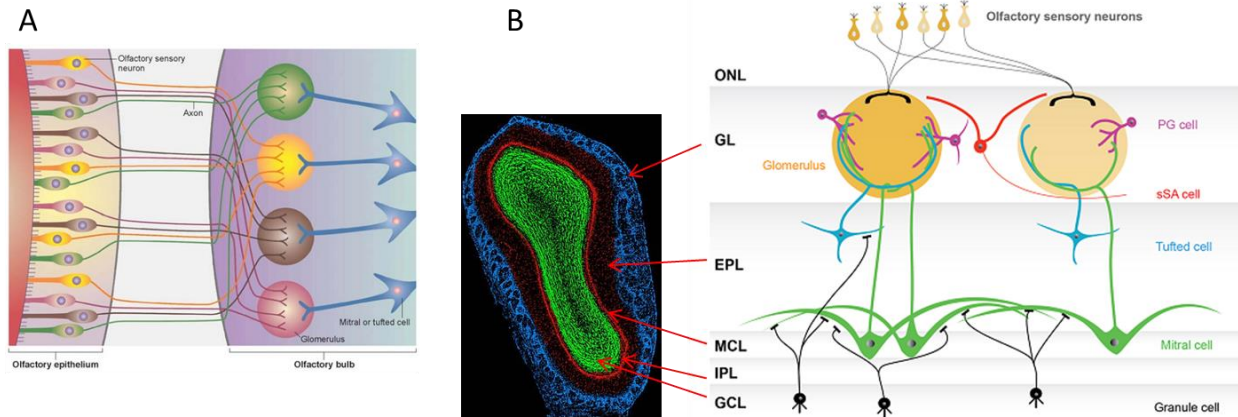 A
Olfactory sensory
neuron
Axon
Mitral or tufted cell
Glomerulus
Olfactory epithelium
Olfactory bulb
B
Olfactory sensory neurons
ONL
GL
PG cell
Glomerulus
sSA cell
Tufted cell
EPL
MCL
Mitral cell
IPL
GCL
Granule cell